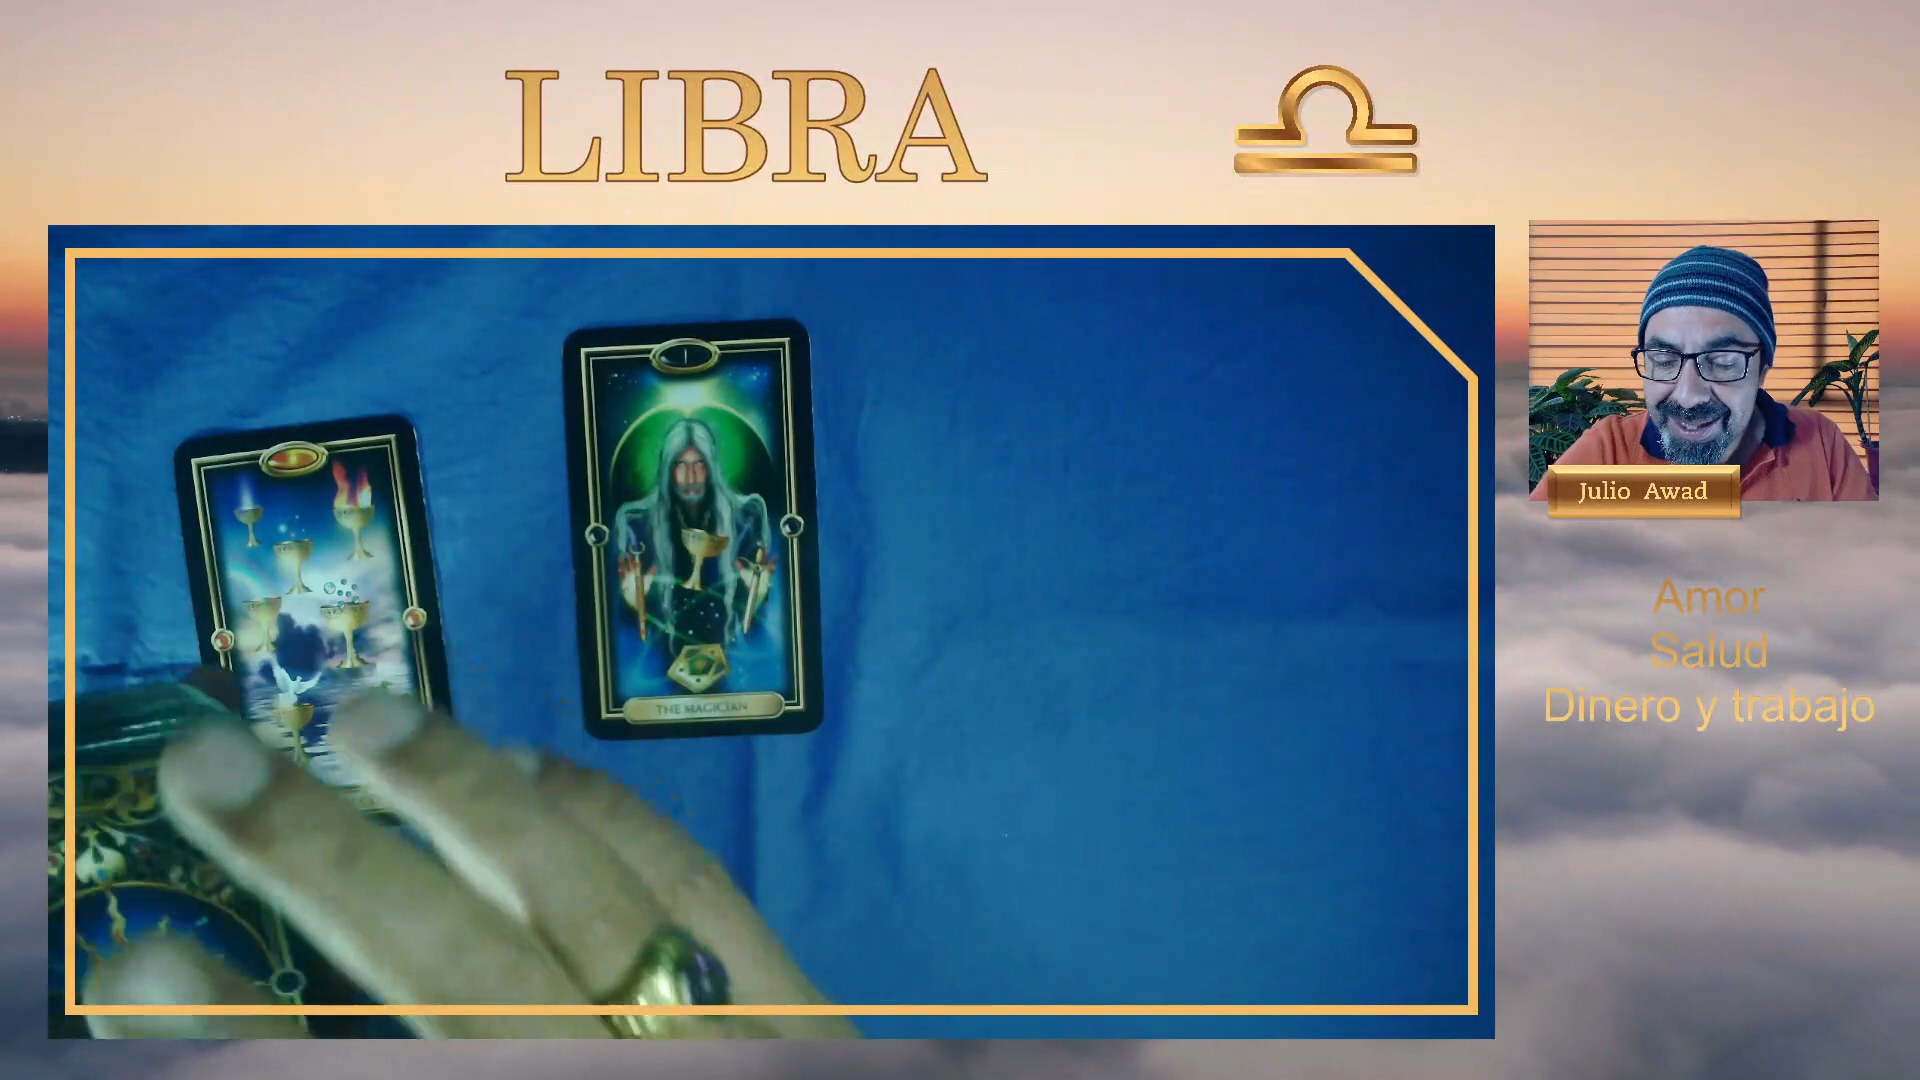 LIBRA
I
THE MAGICIAN
Julio Awad
Amor
Salud
Dinero y trabajo